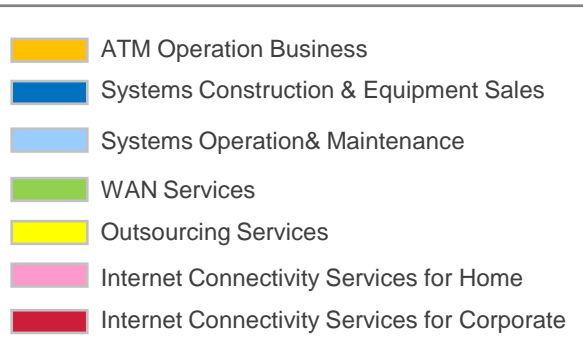 ATM Operation Business
Systems Construction & Equipment Sales
Systems Operation& Maintenance
WAN Services
Outsourcing Services
Internet Connectivity Services for Home
Internet Connectivity Services for Corporate